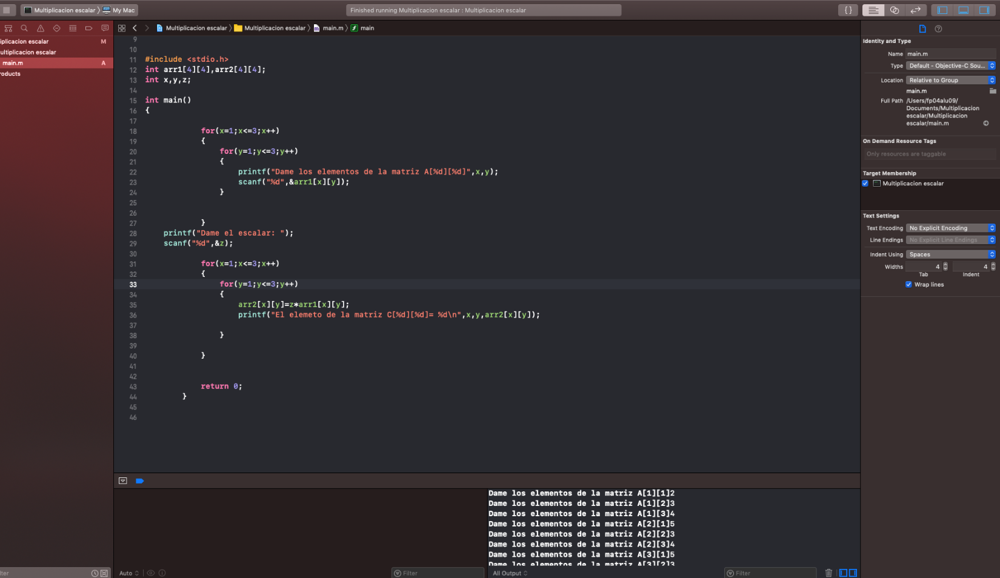 Multiplicacion escalar 〉 My Mac
Finished running Multiplicacion escalar : Multiplicacion escalar
{}
Multiplicacion escalar 〉 Multiplicacion escalar 〉 main.m 〉 main
iplicacion escalar M
ultiplicacion escalar
main.m A
roducts
9
10
11 #include <stdio.h>
12 int arr1[4][4],arr2[4][4];
13 int x,y,z;
14
15 int main()
16 {
17
18 for(x=1;x<=3;x++)
19 {
20 for(y=1;y<=3;y++)
21 {
22 printf("Dame los elementos de la matriz A[%d][%d]",x,y);
23 scanf("%d",&arr1[x][y]);
24 }
25
26
27 }
28 printf("Dame el escalar: ");
29 scanf("%d",&z);
30
31 for(x=1;x<=3;x++)
32 {
33 for(y=1;y<=3;y++)
34 {
35 arr2[x][y]=z*arr1[x][y];
36 printf("El elemeto de la matriz C[%d][%d]= %d\n",x,y,arr2[x][y]);
37
38 }
39
40 }
41
42
43 return 0;
44 }
45
46
Dame los elementos de la matriz A[1][1]2
Dame los elementos de la matriz A[1][2]3
Dame los elementos de la matriz A[1][3]4
Dame los elementos de la matriz A[2][1]5
Dame los elementos de la matriz A[2][2]3
Dame los elementos de la matriz A[2][3]4
Dame los elementos de la matriz A[3][1]5
Dame los elementos de la matriz A[3][2]3
lter
Auto
Filter
All Output
Filter
Identity and Type
Name main.m
Type Default - Objective-C Sou...
Location Relative to Group
main.m
Full Path /Users/fp04alu09/
Documents/Multiplicacion
escalar/Multiplicacion
escalar/main.m
On Demand Resource Tags
Only resources are taggable
Target Membership
Multiplicacion escalar
Text Settings
Text Encoding No Explicit Encoding
Line Endings No Explicit Line Endings
Indent Using Spaces
Widths 4 4
Tab Indent
Wrap lines